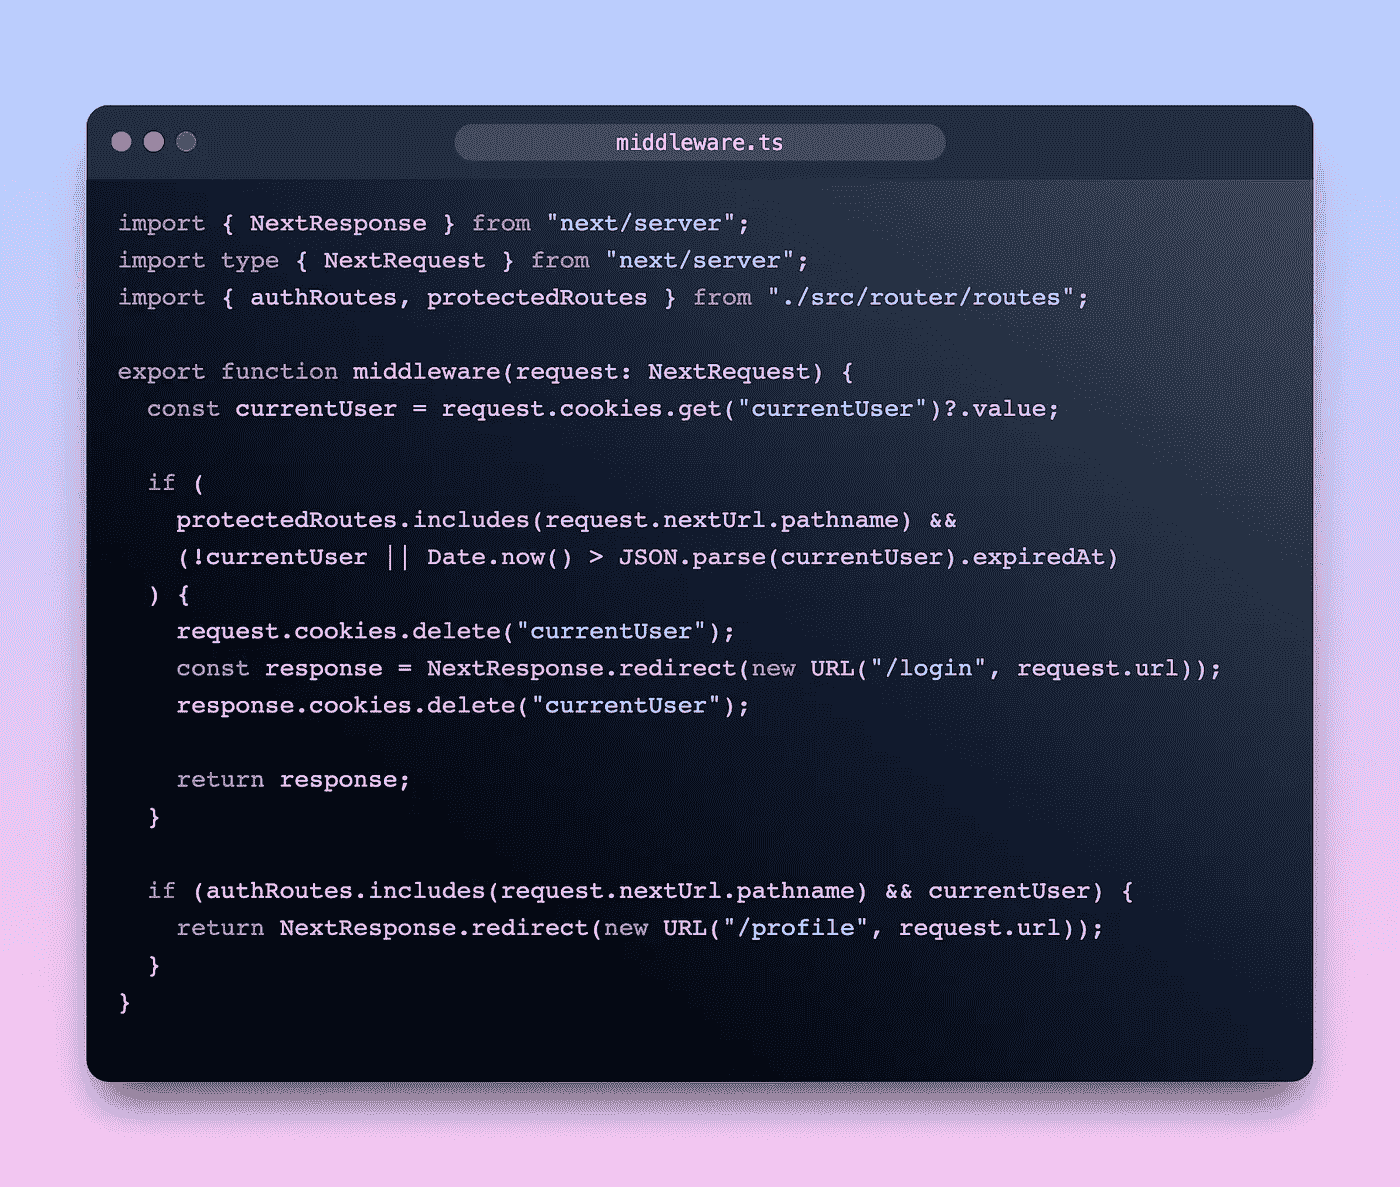 middleware.ts
import { NextResponse } from "next/server";
import type { NextRequest } from "next/server";
import { authRoutes, protectedRoutes } from "./src/router/routes";
export function middleware(request: NextRequest) {
  const currentUser = request.cookies.get("currentUser")?.value;
  if (
    protectedRoutes.includes(request.nextUrl.pathname) &&
    (!currentUser || Date.now() > JSON.parse(currentUser).expiredAt)
  ) {
    request.cookies.delete("currentUser");
    const response = NextResponse.redirect(new URL("/login", request.url));
    response.cookies.delete("currentUser");
    return response;
  }
  if (authRoutes.includes(request.nextUrl.pathname) && currentUser) {
    return NextResponse.redirect(new URL("/profile", request.url));
  }
}